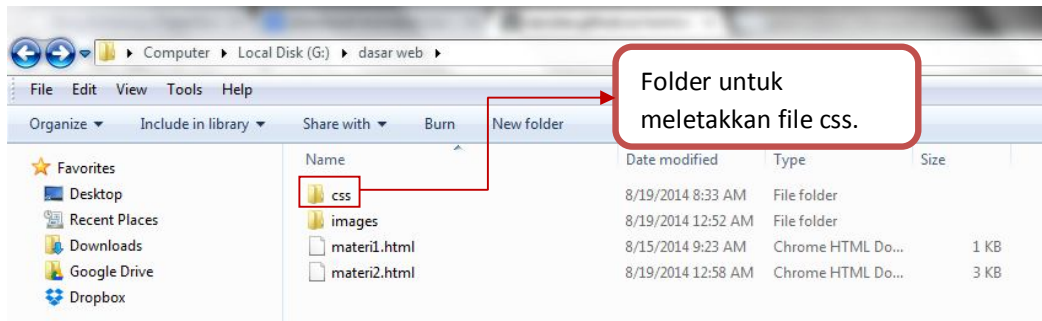 Computer Local Disk (G:) dasar web
File Edit View Tools Help
Folder untuk
meletakkan file css.
Organize Include in library Share with Burn New folder
Favorites
Desktop
Recent Places
Downloads
Google Drive
Dropbox
Name Date modified Type Size
css 8/19/2014 8:33 AM File folder
images 8/19/2014 12:52 AM File folder
materi1.html 8/15/2014 9:23 AM Chrome HTML Do... 1 KB
materi2.html 8/19/2014 12:58 AM Chrome HTML Do... 3 KB